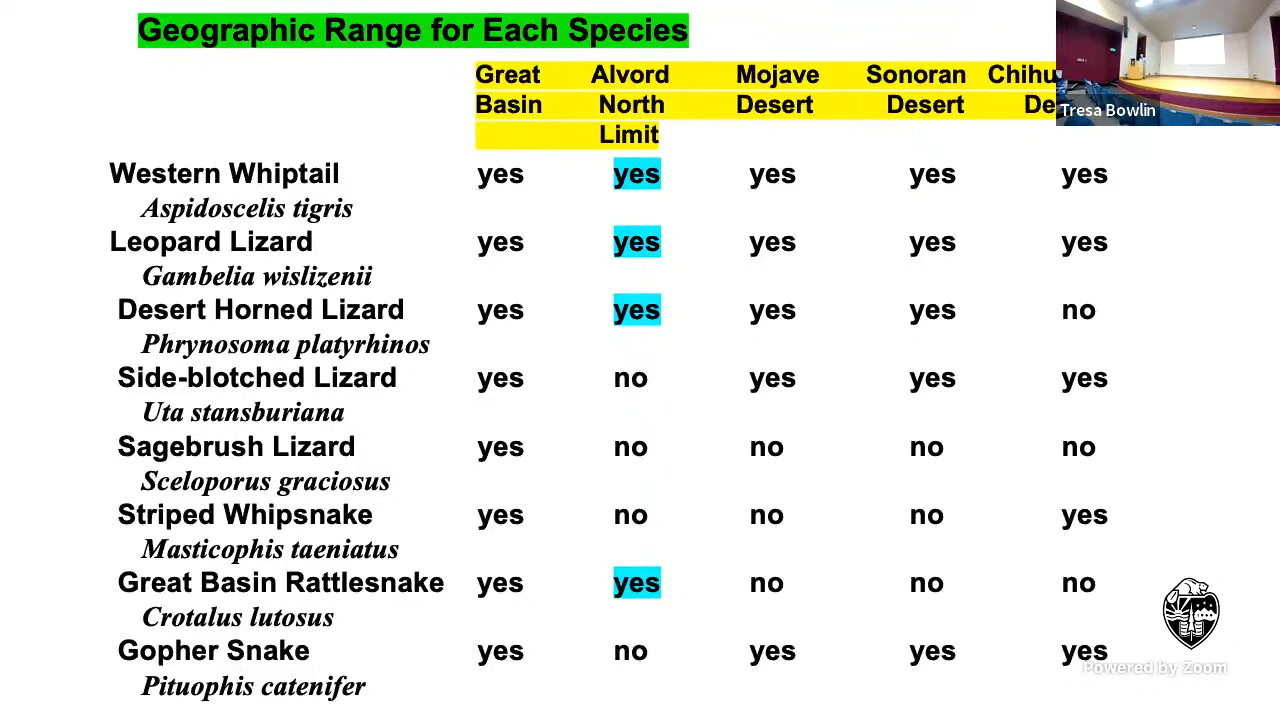 Geographic Range for Each Species
Great Alvord Mojave Sonoran Chihu
Basin North Desert Desert De
Limit
Tresa Bowlin
Western Whiptail yes yes yes yes yes
Aspidoscelis tigris
Leopard Lizard yes yes yes yes yes
Gambelia wislizenii
Desert Horned Lizard yes yes yes yes no
Phrynosoma platyrhinos
Side-blotched Lizard yes no yes yes yes
Uta stansburiana
Sagebrush Lizard yes no no no no
Sceloporus graciosus
Striped Whipsnake yes no no no yes
Masticophis taeniatus
Great Basin Rattlesnake yes yes no no no
Crotalus lutosus
Gopher Snake yes no yes yes yes
Pituophis catenifer
Powered by Zoom